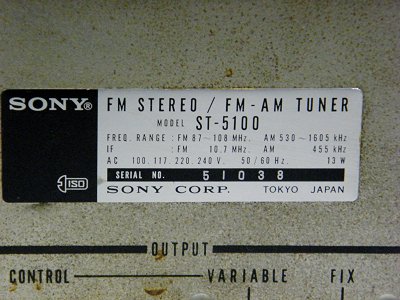 SONY® FM STEREO / FM-AM TUNER
MODEL ST-5100
FREQ. RANGE : FM 87 ~ 108 MHz. AM 530 ~ 1605 kHz
IF : FM 10.7 MHz. AM 455 kHz
AC 100. 117. 220. 240 V. 50 / 60 Hz. 13 W
ISO SERIAL NO. 51038
SONY CORP. TOKYO JAPAN
OUTPUT
CONTROL VARIABLE FIX